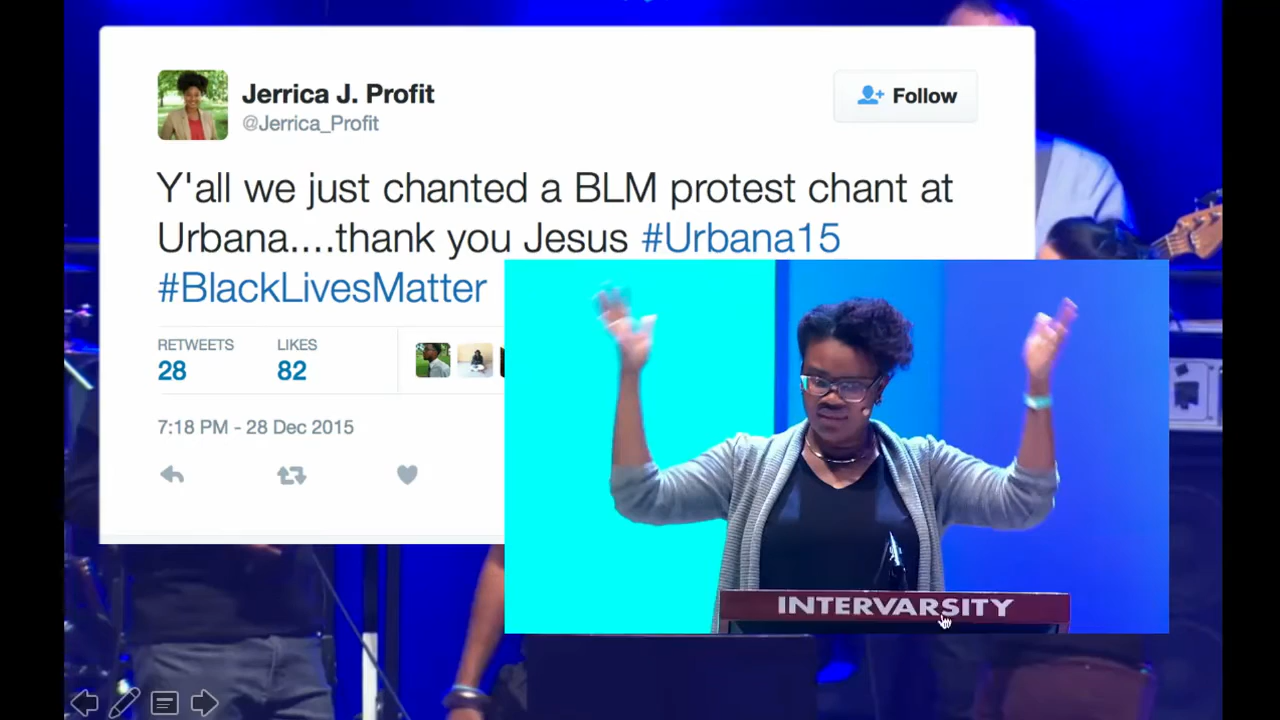 Jerrica J. Profit
@Jerrica_Profit
Follow
Y'all we just chanted a BLM protest chant at
Urbana....thank you Jesus #Urbana15
#BlackLivesMatter
RETWEETS LIKES
28 82
7:18 PM - 28 Dec 2015
INTERVARSITY